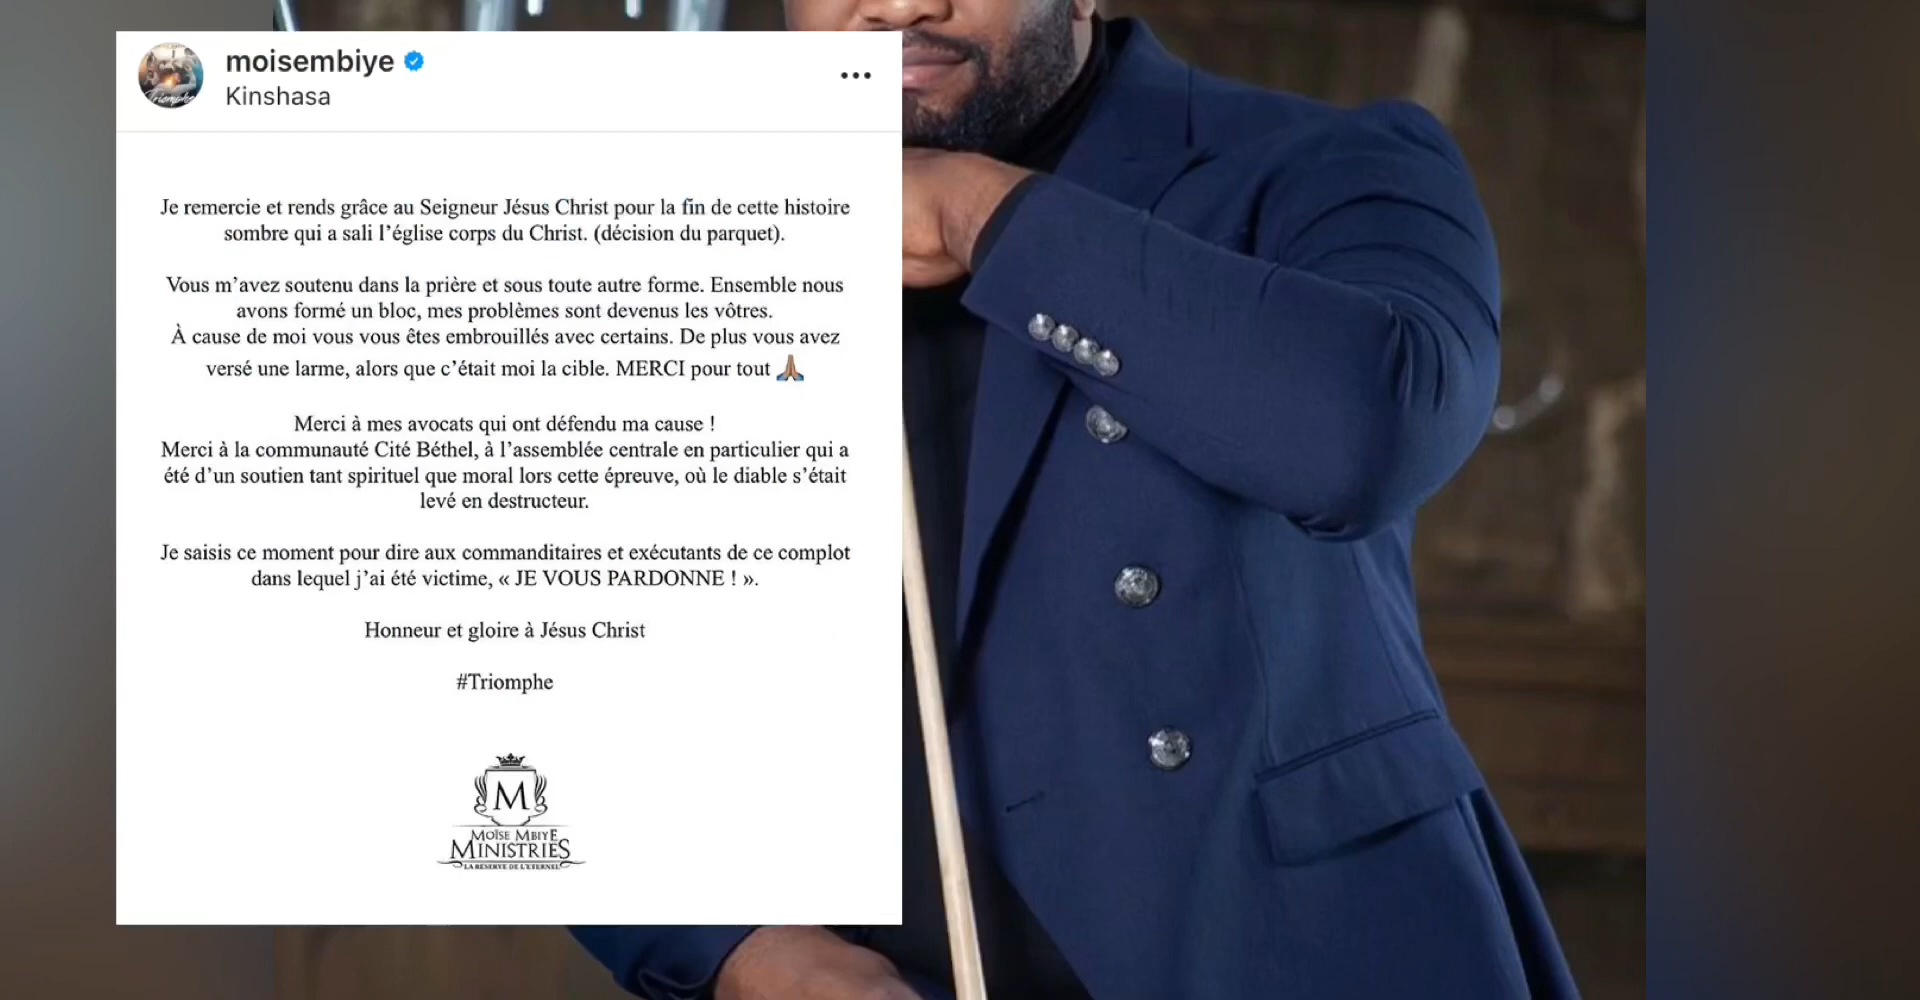 moisembiye
Kinshasa
Triomphe
Je remercie et rends grâce au Seigneur Jésus Christ pour la fin de cette histoire
sombre qui a sali l’église corps du Christ. (décision du parquet).
Vous m’avez soutenu dans la prière et sous toute autre forme. Ensemble nous
avons formé un bloc, mes problèmes sont devenus les vôtres.
À cause de moi vous vous êtes embrouillés avec certains. De plus vous avez
versé une larme, alors que c’était moi la cible. MERCI pour tout 🙏🏽
Merci à mes avocats qui ont défendu ma cause !
Merci à la communauté Cité Béthel, à l’assemblée centrale en particulier qui a
été d’un soutien tant spirituel que moral lors cette épreuve, où le diable s’était
levé en destructeur.
Je saisis ce moment pour dire aux commanditaires et exécutants de ce complot
dans lequel j’ai été victime, « JE VOUS PARDONNE ! ».
Honneur et gloire à Jésus Christ
#Triomphe
M
MOÏSE MBIYE
MINISTRIES
LA RESERVE DE L'ETERNEL